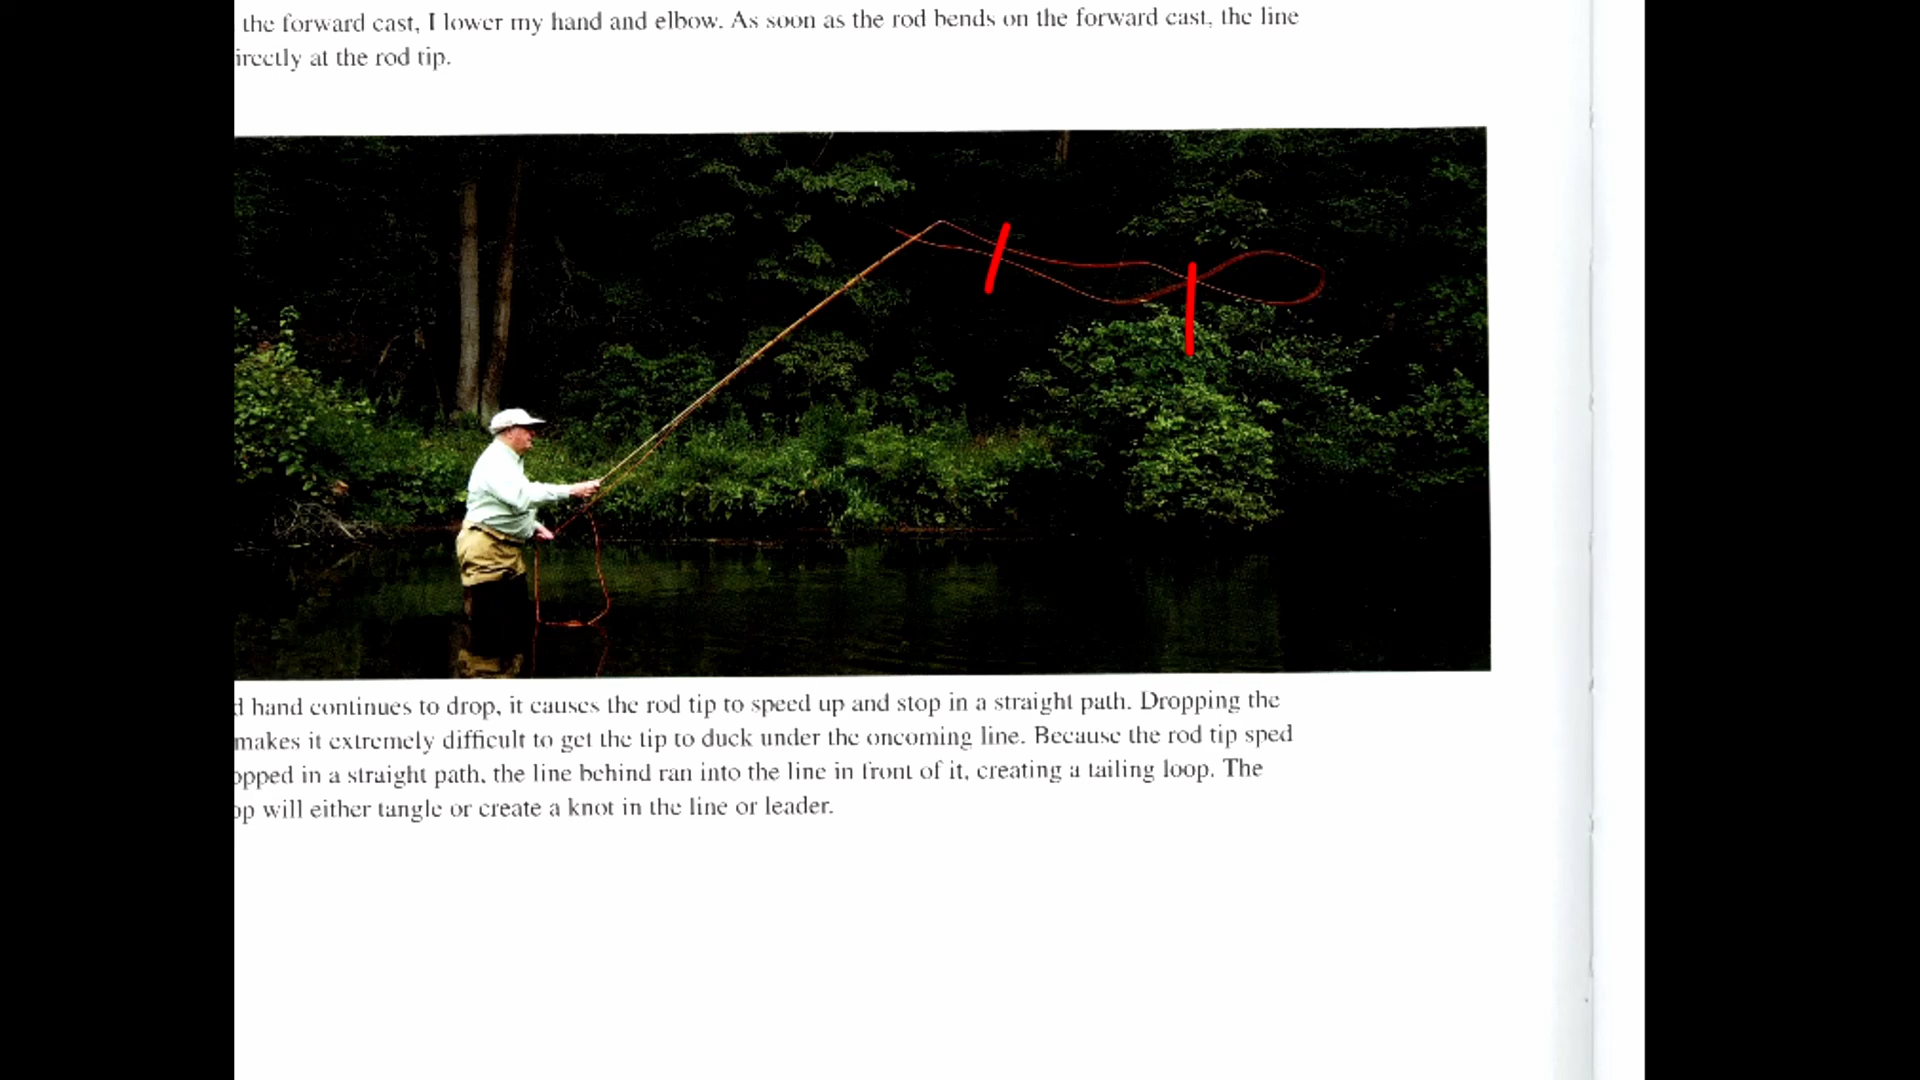 the forward cast, I lower my hand and elbow. As soon as the rod bends on the forward cast, the line
irectly at the rod tip.
d hand continues to drop, it causes the rod tip to speed up and stop in a straight path. Dropping the
makes it extremely difficult to get the tip to duck under the oncoming line. Because the rod tip sped
opped in a straight path, the line behind ran into the line in front of it, creating a tailing loop. The
op will either tangle or create a knot in the line or leader.